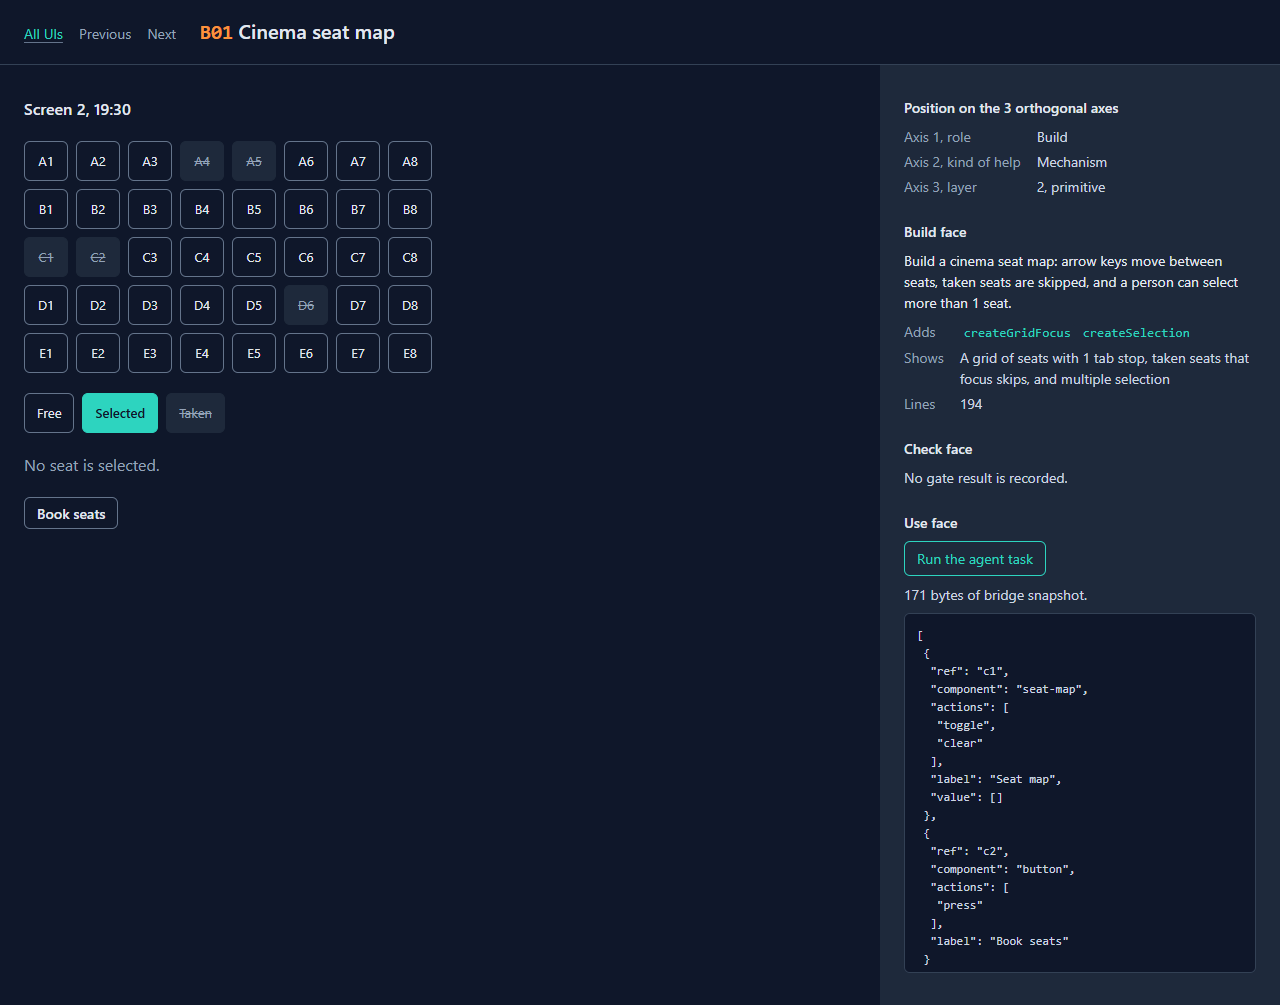 All UIs Previous Next B01 Cinema seat map
Screen 2, 19:30
A1 A2 A3 A4 A5 A6 A7 A8
B1 B2 B3 B4 B5 B6 B7 B8
C1 C2 C3 C4 C5 C6 C7 C8
D1 D2 D3 D4 D5 D6 D7 D8
E1 E2 E3 E4 E5 E6 E7 E8
Free Selected Taken
No seat is selected.
Book seats
Position on the 3 orthogonal axes
Axis 1, role Build
Axis 2, kind of help Mechanism
Axis 3, layer 2, primitive
Build face
Build a cinema seat map: arrow keys move between
seats, taken seats are skipped, and a person can select
more than 1 seat.
Adds createGridFocus createSelection
Shows A grid of seats with 1 tab stop, taken seats that
focus skips, and multiple selection
Lines 194
Check face
No gate result is recorded.
Use face
Run the agent task
171 bytes of bridge snapshot.
[
{
"ref": "c1",
"component": "seat-map",
"actions": [
"toggle",
"clear"
],
"label": "Seat map",
"value": []
},
{
"ref": "c2",
"component": "button",
"actions": [
"press"
],
"label": "Book seats"
}